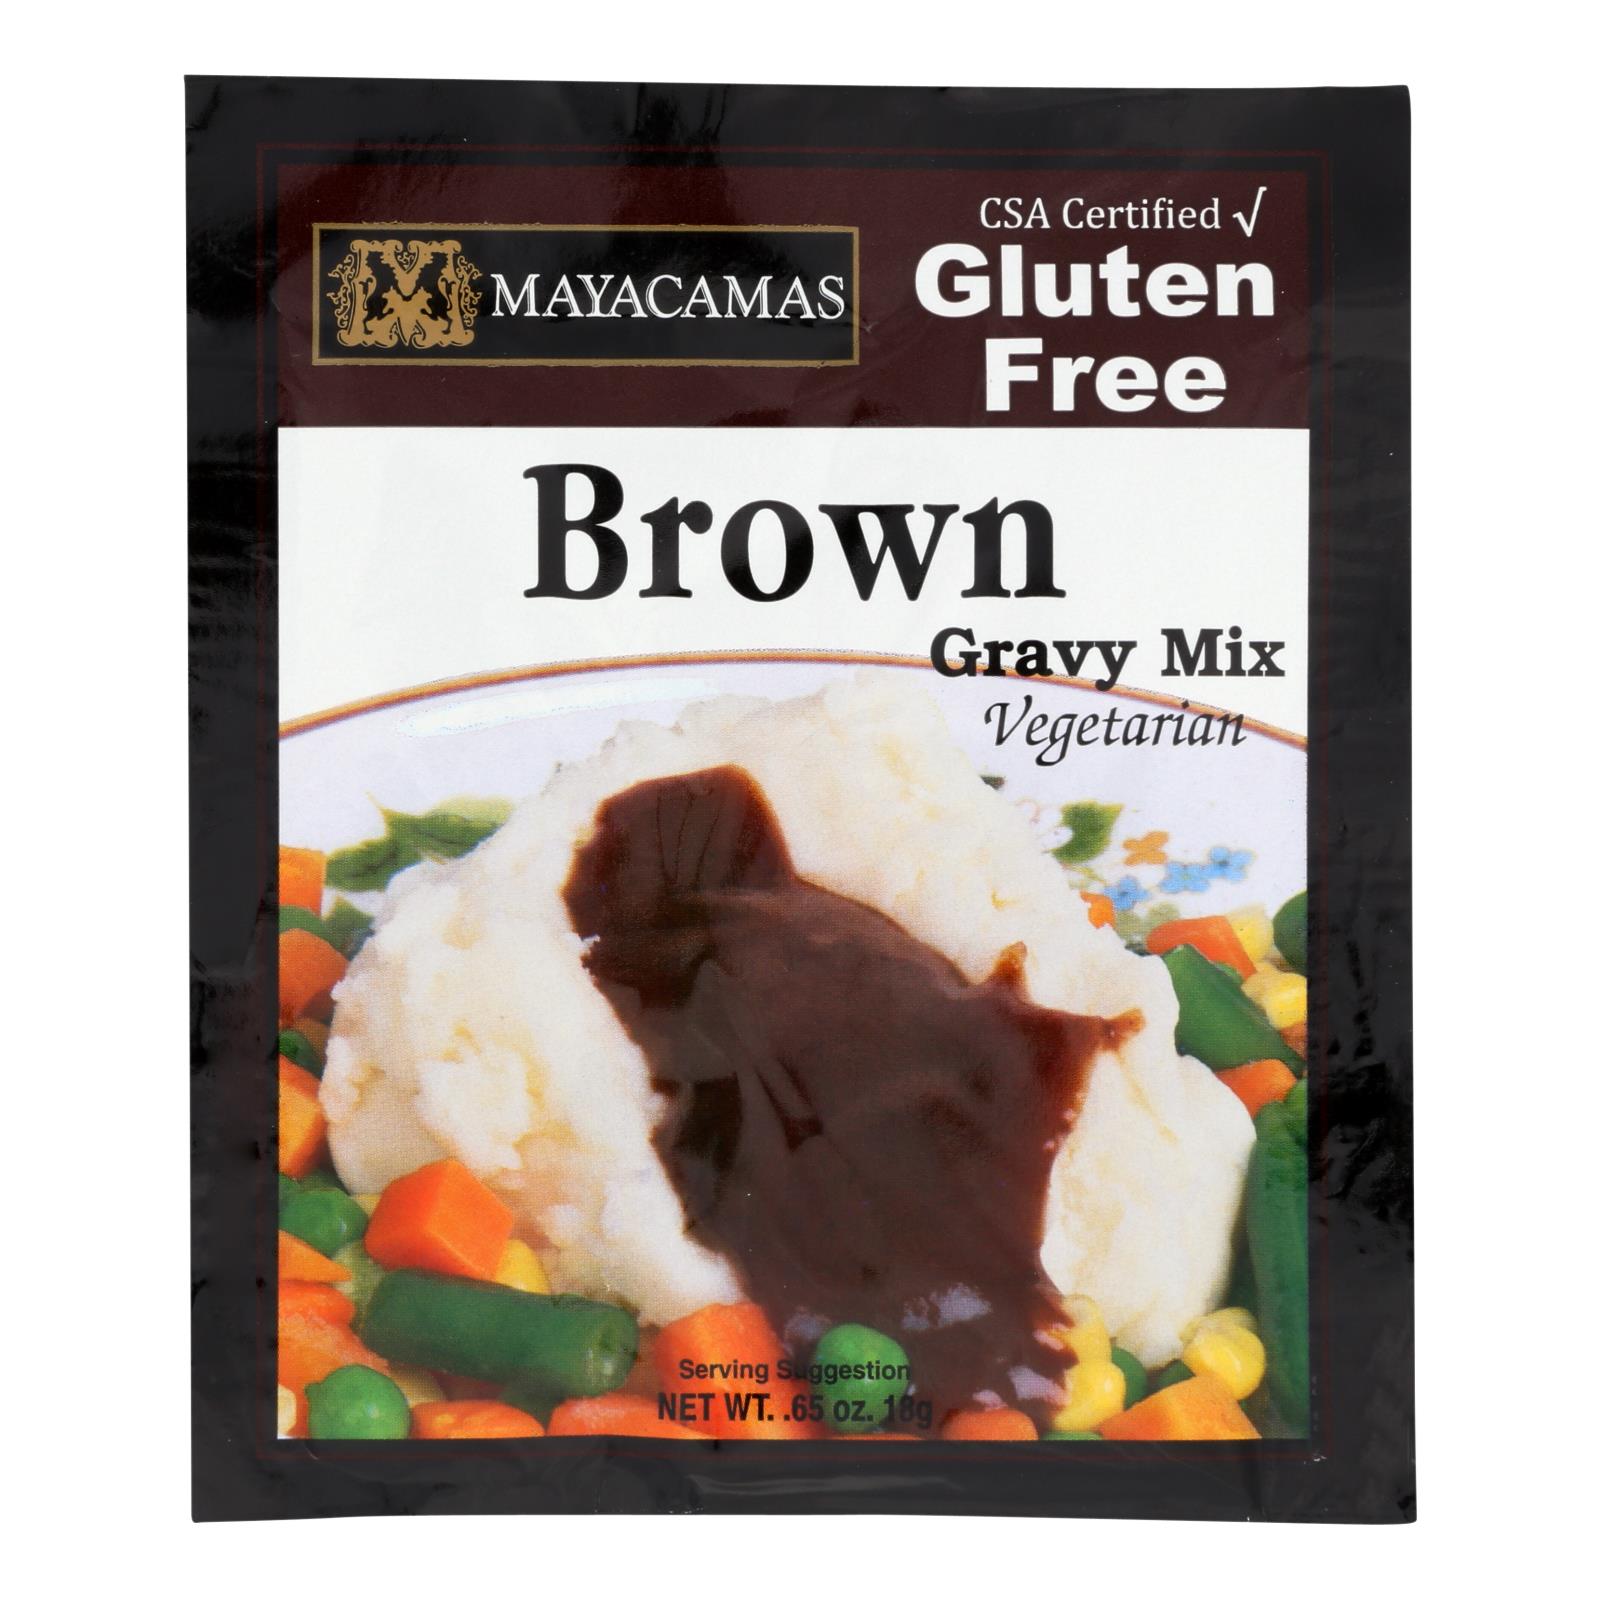 MAYACAMAS
CSA Certified √
Gluten
Free
Brown
Gravy Mix
Vegetarian
Serving Suggestion
NET WT. .65 oz. 18g